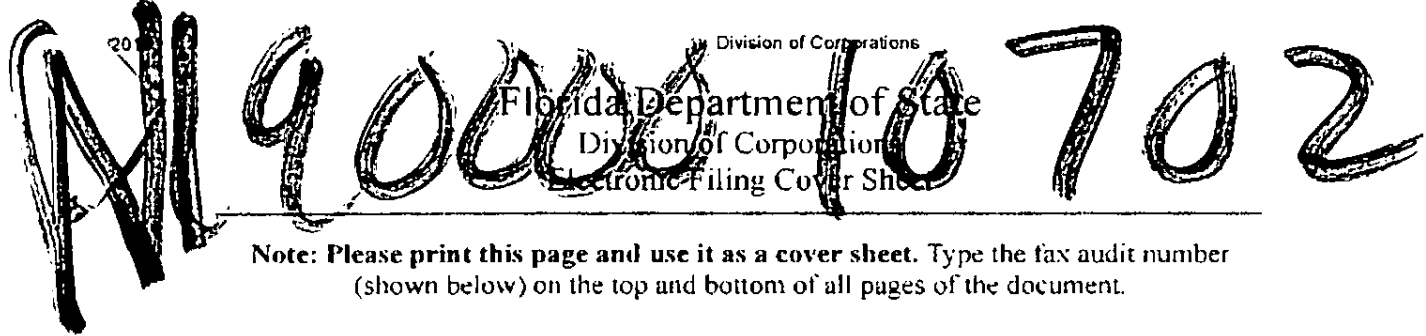 N19000010702
Division of Corporations
Florida Department of State
Division of Corporations
Electronic Filing Cover Sheet
Note: Please print this page and use it as a cover sheet. Type the fax audit number
(shown below) on the top and bottom of all pages of the document.